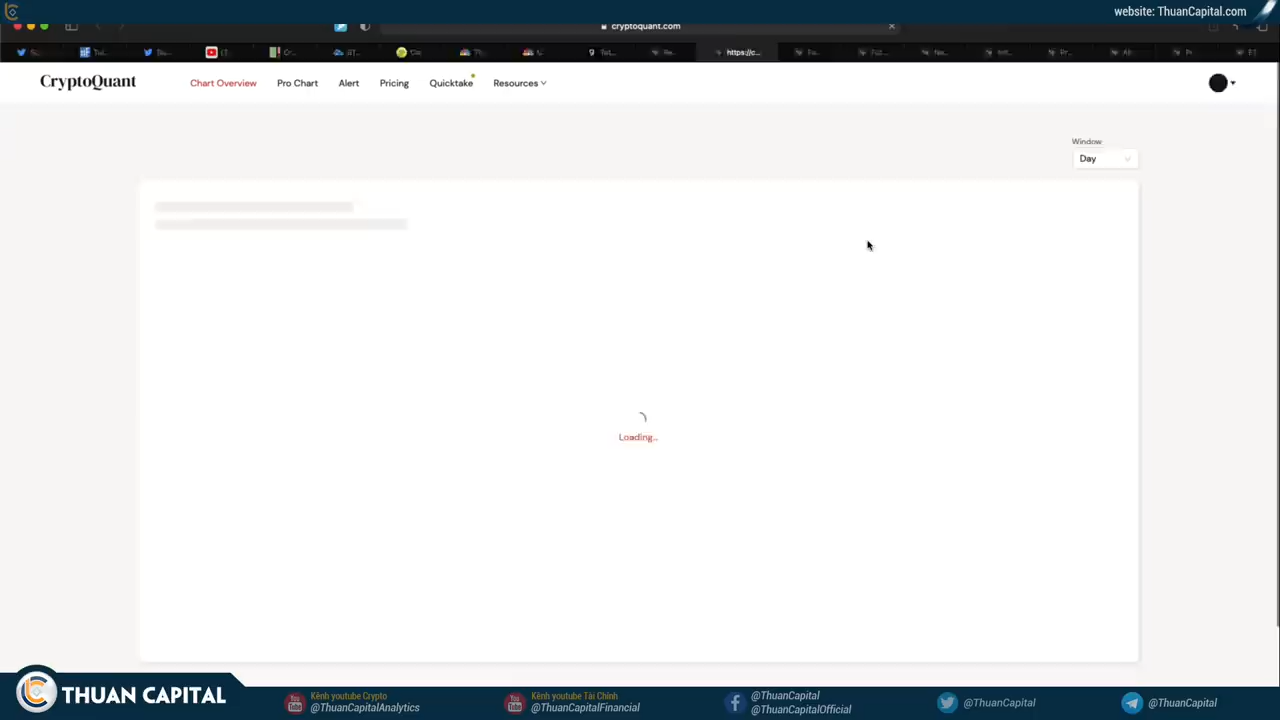 website: ThuanCapital.com
cryptoquant.com
https://c...
CryptoQuant
Chart Overview
Pro Chart
Alert
Pricing
Quicktake
Resources
Window
Day
Loading..
THUAN CAPITAL
Kênh youtube Crypto
@ThuanCapitalAnalytics
Kênh youtube Tài Chính
@ThuanCapitalFinancial
@ThuanCapital
@ThuanCapitalOfficial
@ThuanCapital
@ThuanCapital